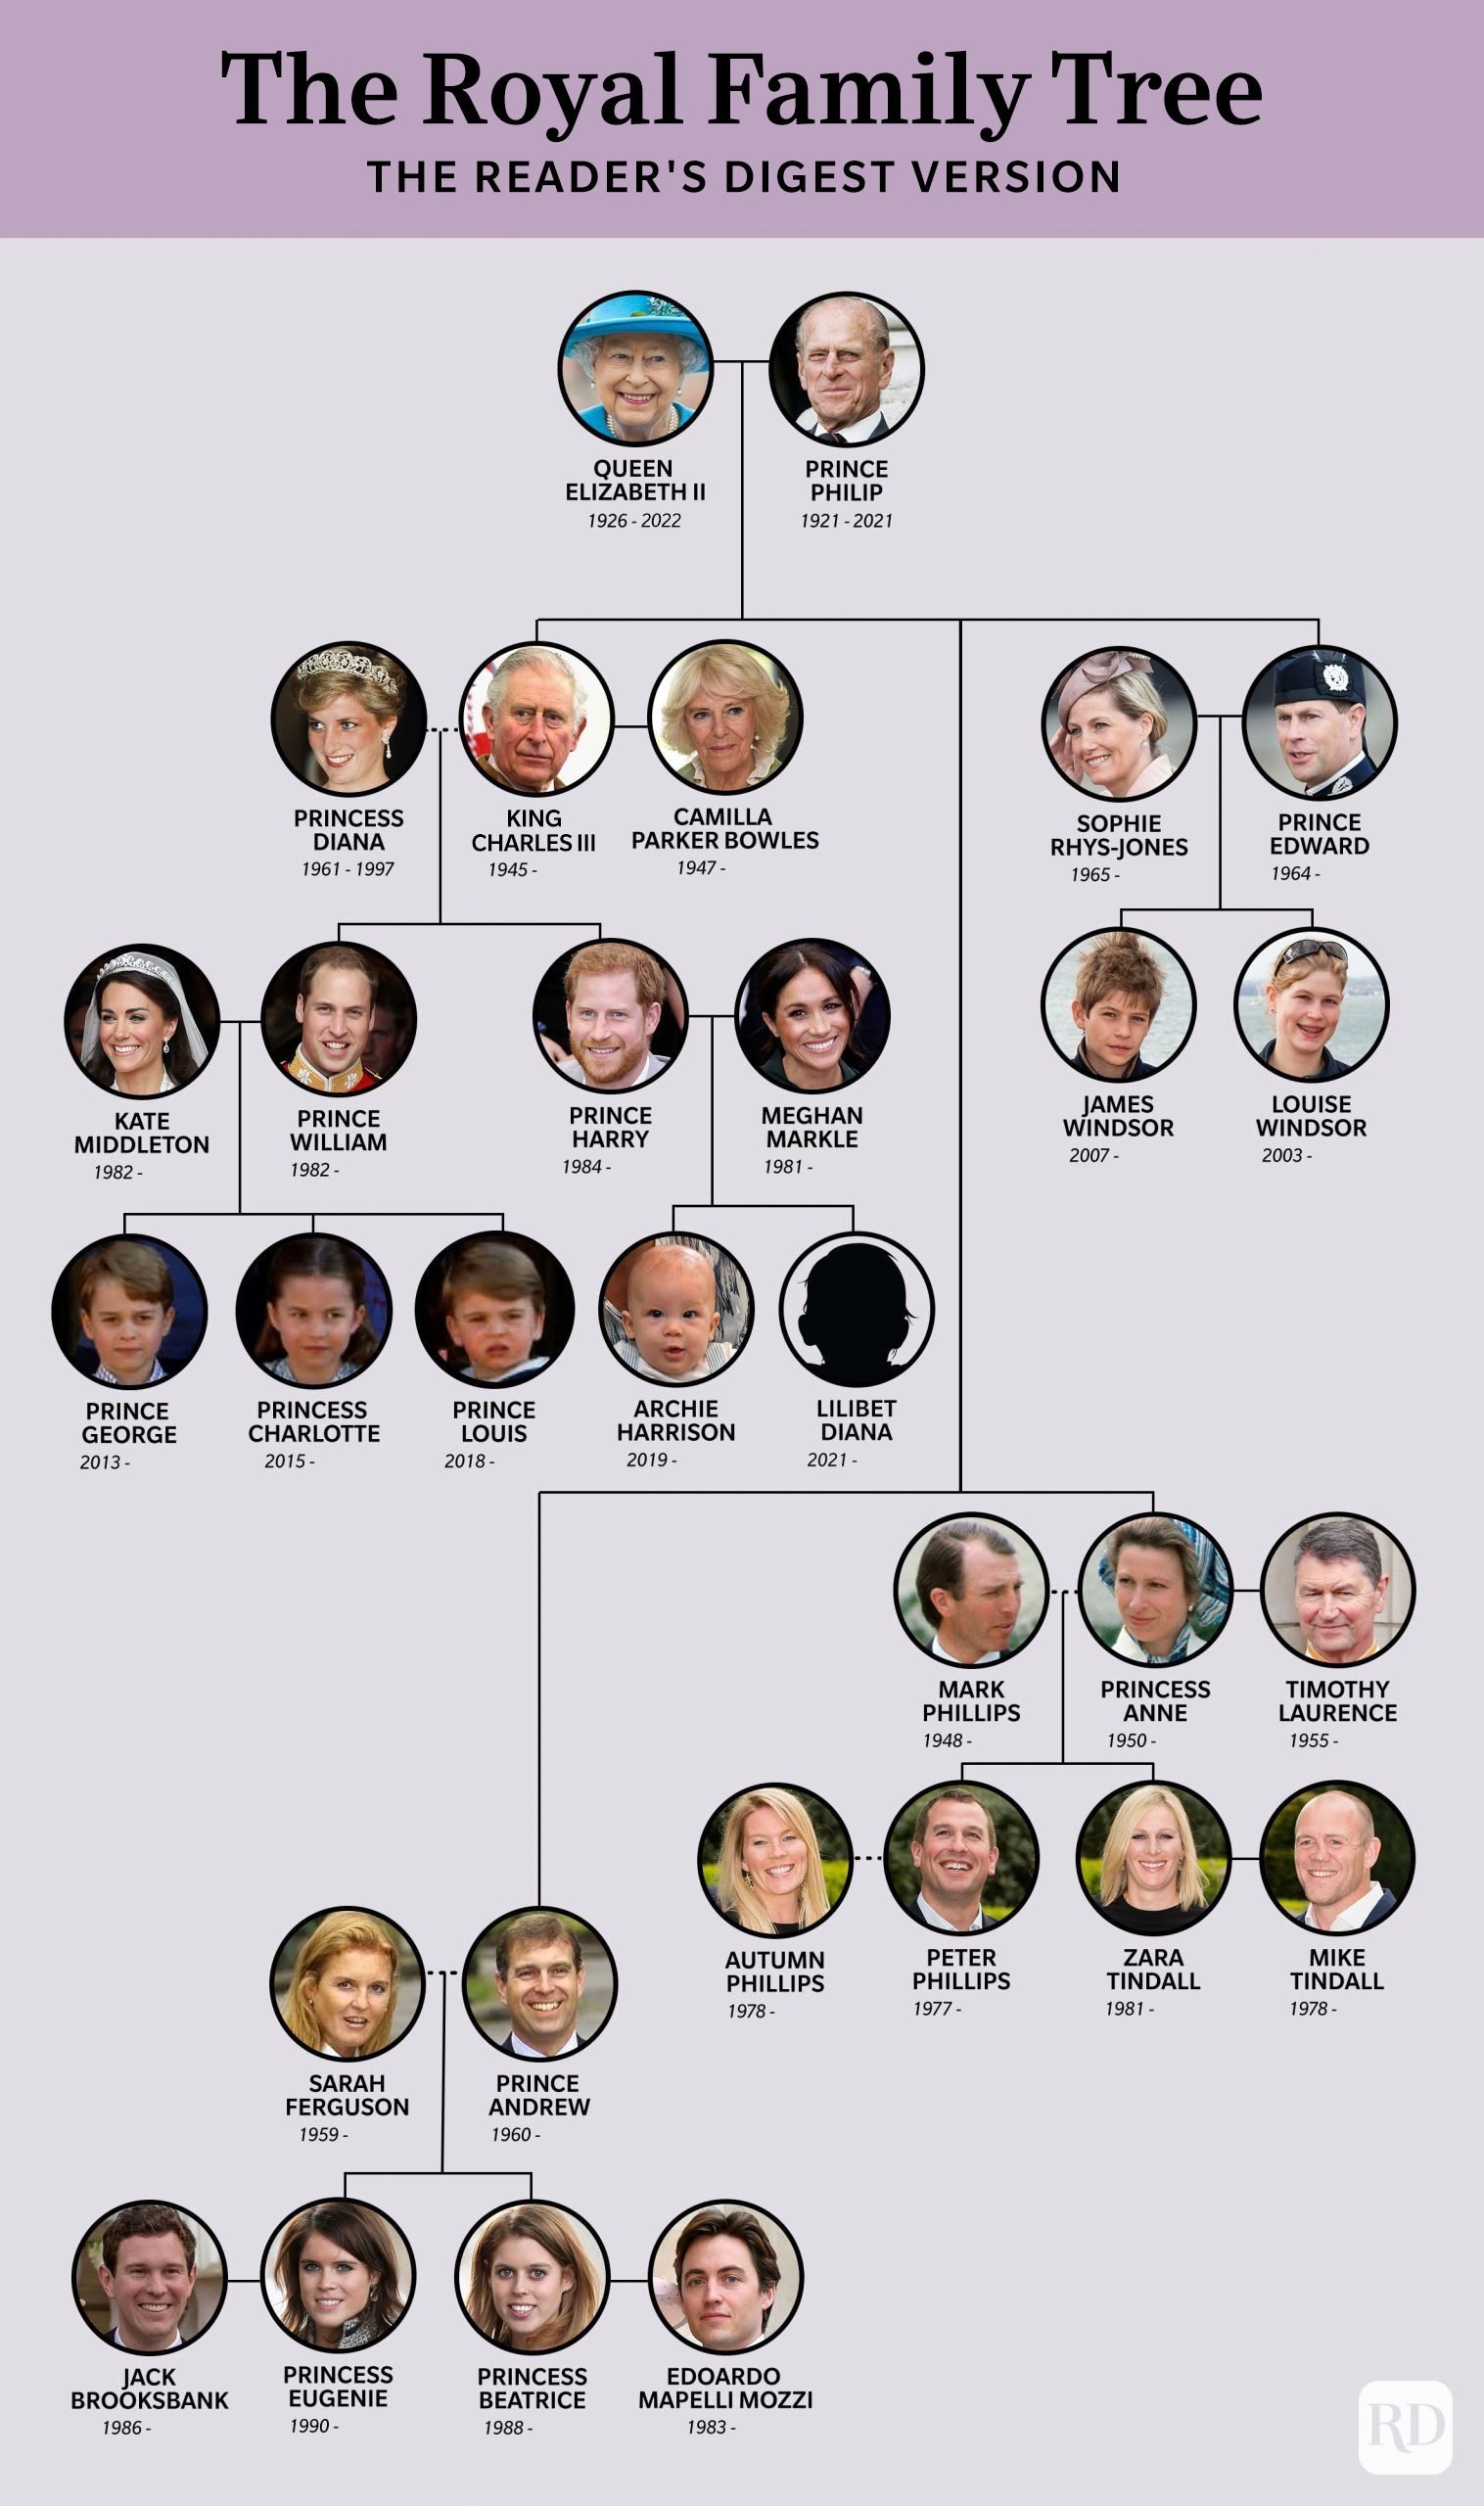 The Royal Family Tree
THE READER'S DIGEST VERSION
QUEEN
ELIZABETH II
1926 - 2022
PRINCE
PHILIP
1921 - 2021
PRINCESS
DIANA
1961 - 1997
KING
CHARLES III
1945 -
CAMILLA
PARKER BOWLES
1947 -
SOPHIE
RHYS-JONES
1965 -
PRINCE
EDWARD
1964 -
KATE
MIDDLETON
1982 -
PRINCE
WILLIAM
1982 -
PRINCE
HARRY
1984 -
MEGHAN
MARKLE
1981 -
JAMES
WINDSOR
2007 -
LOUISE
WINDSOR
2003 -
PRINCE
GEORGE
2013 -
PRINCESS
CHARLOTTE
2015 -
PRINCE
LOUIS
2018 -
ARCHIE
HARRISON
2019 -
LILIBET
DIANA
2021 -
MARK
PHILLIPS
1948 -
PRINCESS
ANNE
1950 -
TIMOTHY
LAURENCE
1955 -
AUTUMN
PHILLIPS
1978 -
PETER
PHILLIPS
1977 -
ZARA
TINDALL
1981 -
MIKE
TINDALL
1978 -
SARAH
FERGUSON
1959 -
PRINCE
ANDREW
1960 -
JACK
BROOKSBANK
1986 -
PRINCESS
EUGENIE
1990 -
PRINCESS
BEATRICE
1988 -
EDOARDO
MAPELLI MOZZI
1983 -
RD